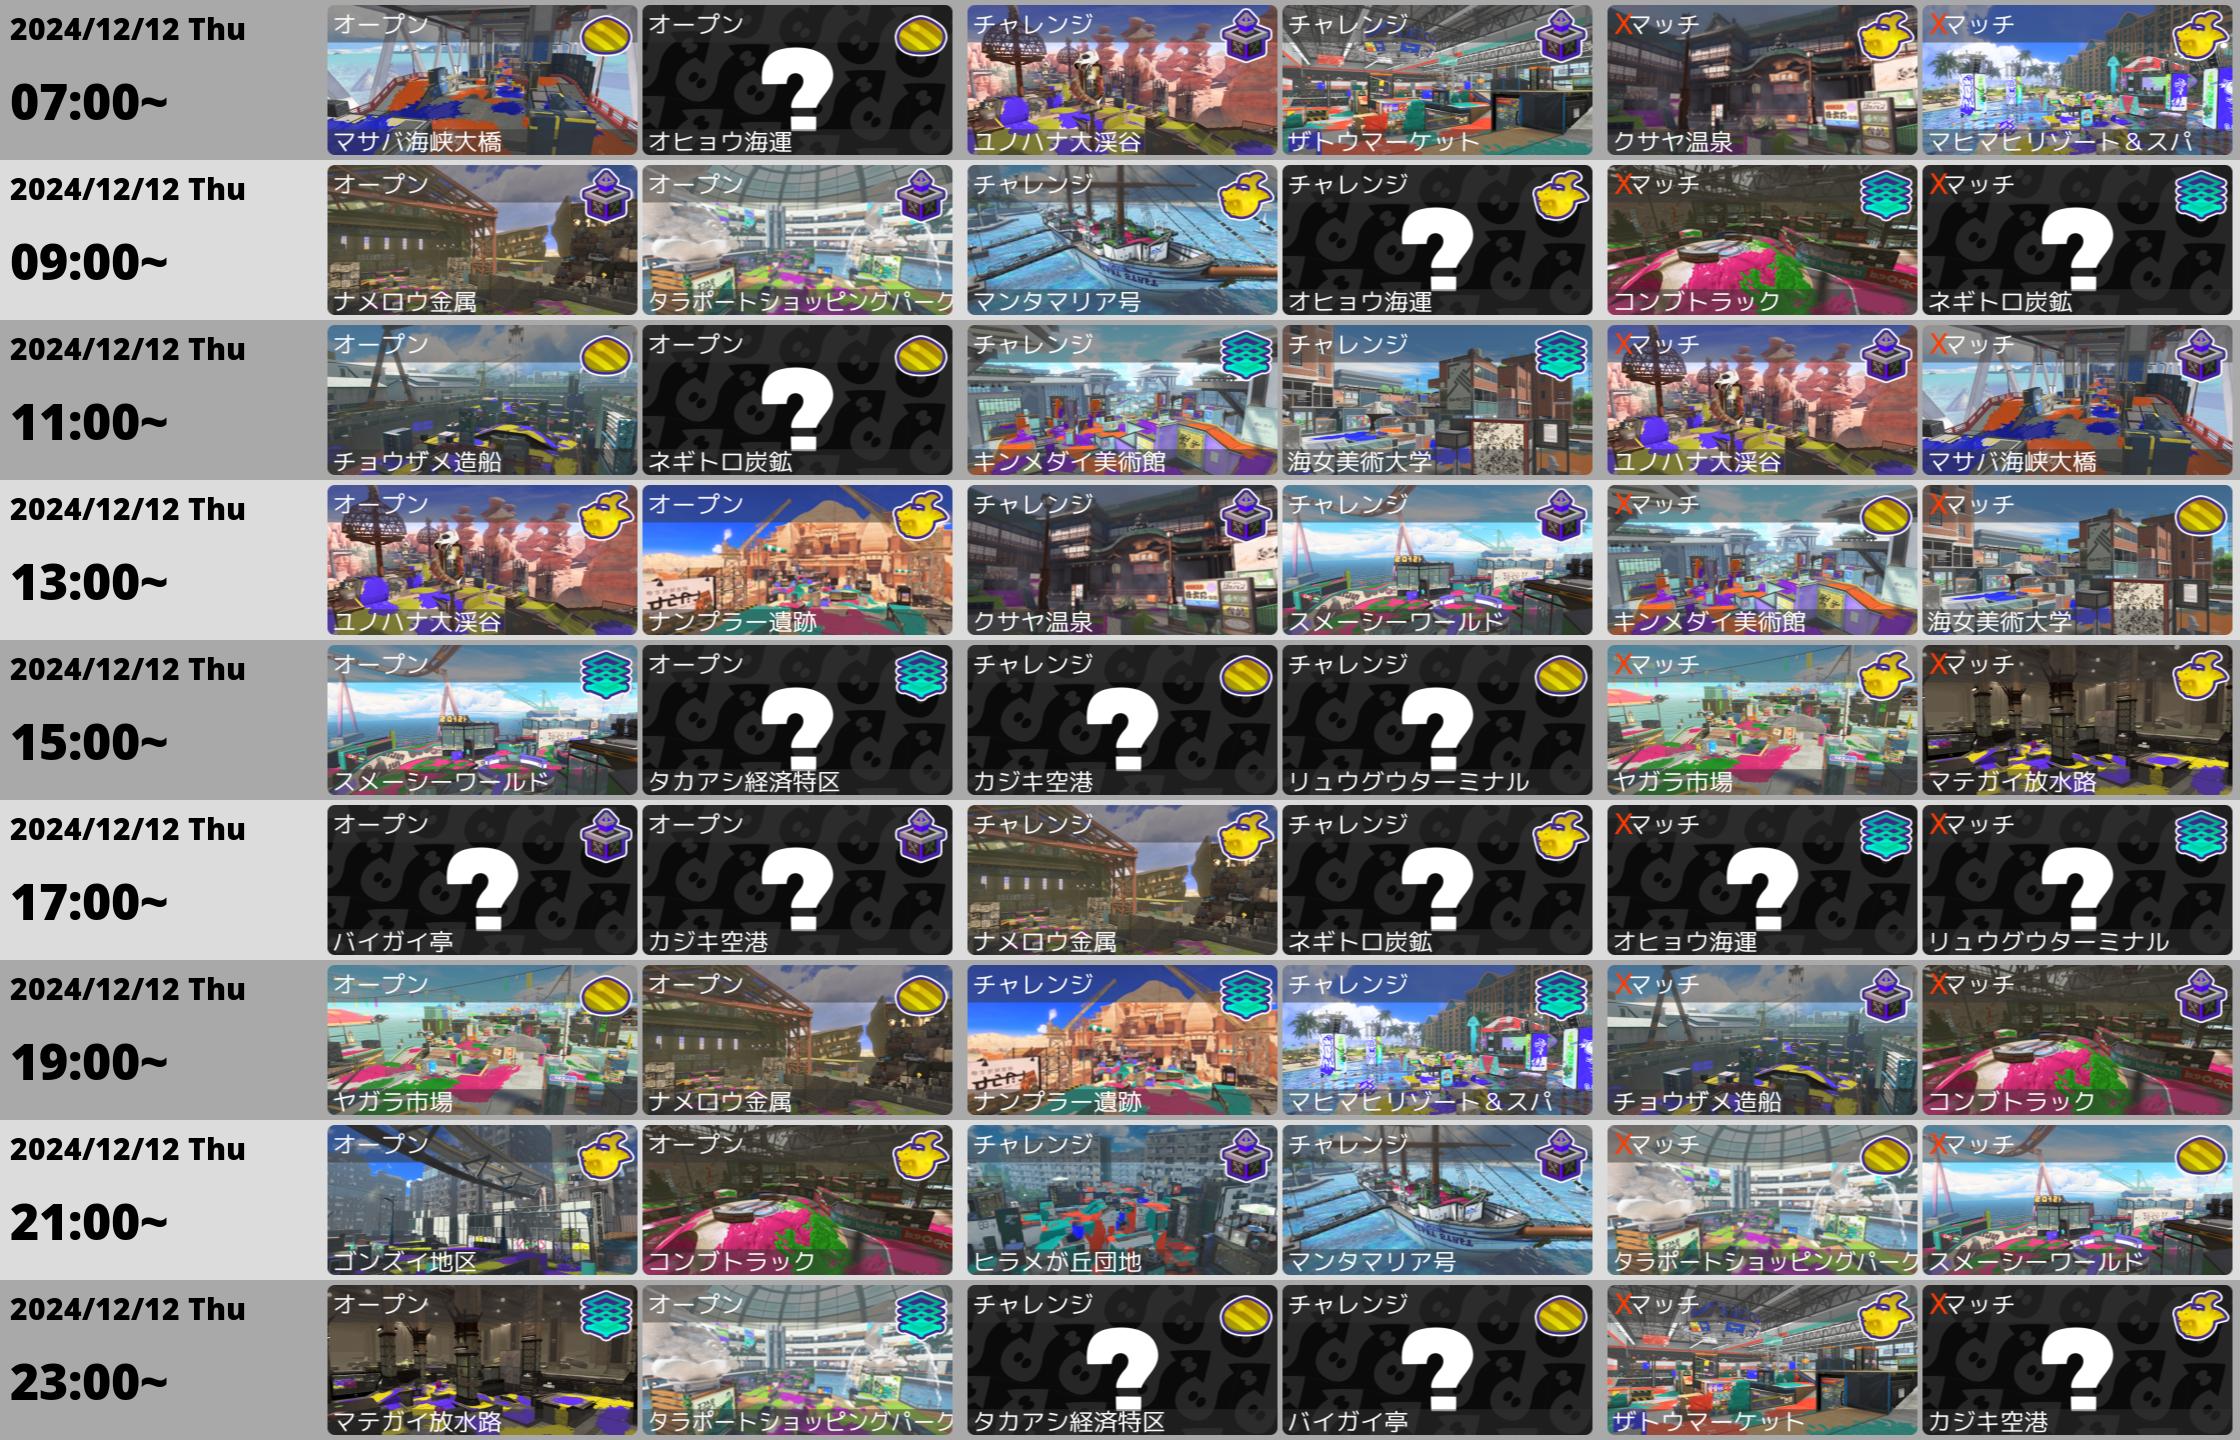 2024/12/12 Thu
07:00~
オープン
マサバ海峡大橋
オープン
オヒョウ海運
チャレンジ
ユノハナ大渓谷
チャレンジ
ザトウマーケット
Xマッチ
クサヤ温泉
Xマッチ
マヒマヒリゾート＆スパ
2024/12/12 Thu
09:00~
オープン
ナメロウ金属
オープン
タラポートショッピングパーク
チャレンジ
マンタマリア号
チャレンジ
オヒョウ海運
Xマッチ
コンブトラック
Xマッチ
ネギトロ炭鉱
2024/12/12 Thu
11:00~
オープン
チョウザメ造船
オープン
ネギトロ炭鉱
チャレンジ
キンメダイ美術館
チャレンジ
海女美術大学
Xマッチ
ユノハナ大渓谷
Xマッチ
マサバ海峡大橋
2024/12/12 Thu
13:00~
オープン
ユノハナ大渓谷
オープン
ナンプラー遺跡
チャレンジ
クサヤ温泉
チャレンジ
スメーシーワールド
Xマッチ
キンメダイ美術館
Xマッチ
海女美術大学
2024/12/12 Thu
15:00~
オープン
スメーシーワールド
オープン
タカアシ経済特区
チャレンジ
カジキ空港
チャレンジ
リュウグウターミナル
Xマッチ
ヤガラ市場
Xマッチ
マテガイ放水路
2024/12/12 Thu
17:00~
オープン
バイガイ亭
オープン
カジキ空港
チャレンジ
ナメロウ金属
チャレンジ
ネギトロ炭鉱
Xマッチ
オヒョウ海運
Xマッチ
リュウグウターミナル
2024/12/12 Thu
19:00~
オープン
ヤガラ市場
オープン
ナメロウ金属
チャレンジ
ナンプラー遺跡
チャレンジ
マヒマヒリゾート＆スパ
Xマッチ
チョウザメ造船
Xマッチ
コンブトラック
2024/12/12 Thu
21:00~
オープン
ゴンズイ地区
オープン
コンブトラック
チャレンジ
ヒラメが丘団地
チャレンジ
マンタマリア号
Xマッチ
タラポートショッピングパーク
Xマッチ
スメーシーワールド
2024/12/12 Thu
23:00~
オープン
マテガイ放水路
オープン
タラポートショッピングパーク
チャレンジ
タカアシ経済特区
チャレンジ
バイガイ亭
Xマッチ
ザトウマーケット
Xマッチ
カジキ空港